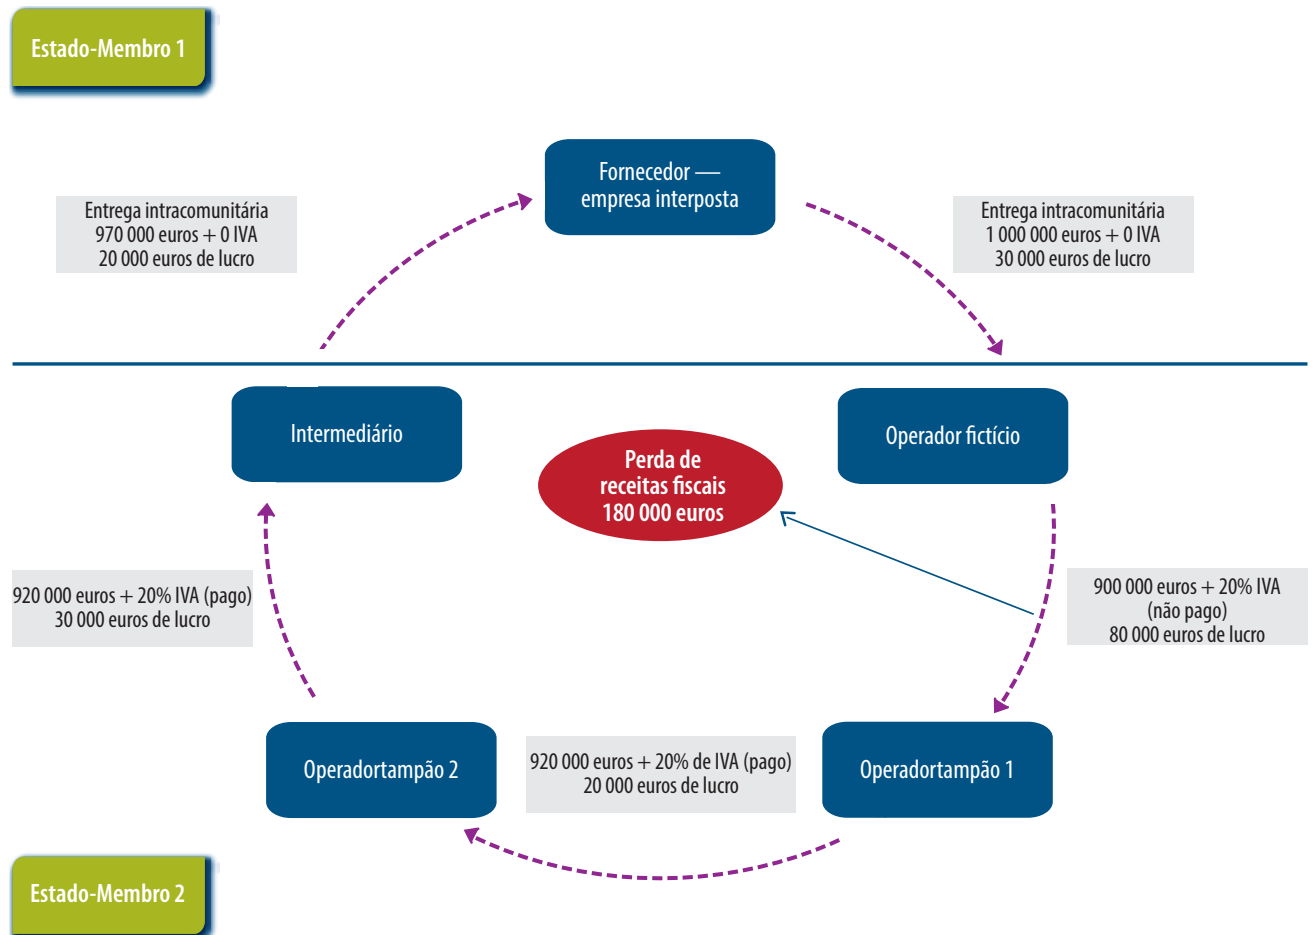 Estado-Membro 1
Fornecedor —
empresa interposta
Entrega intracomunitária
970 000 euros + 0 IVA
20 000 euros de lucro
Entrega intracomunitária
1 000 000 euros + 0 IVA
30 000 euros de lucro
Intermediário
Operador fictício
Perda de
receitas fiscais
180 000 euros
920 000 euros + 20% IVA (pago)
30 000 euros de lucro
900 000 euros + 20% IVA
(não pago)
80 000 euros de lucro
Operadortampão 2
920 000 euros + 20% de IVA (pago)
20 000 euros de lucro
Operadortampão 1
Estado-Membro 2